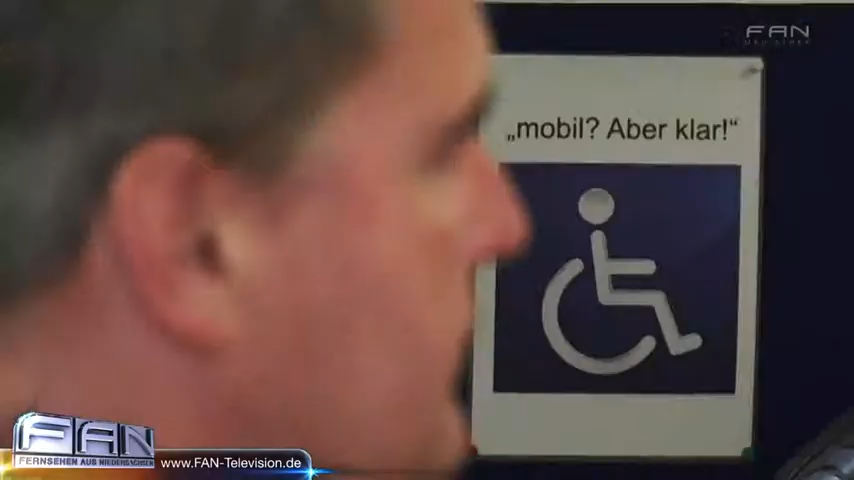 FAN
„mobil? Aber klar!“
FAN
FERNSEHEN AUS NIEDERSACHSEN
www.FAN-Television.de